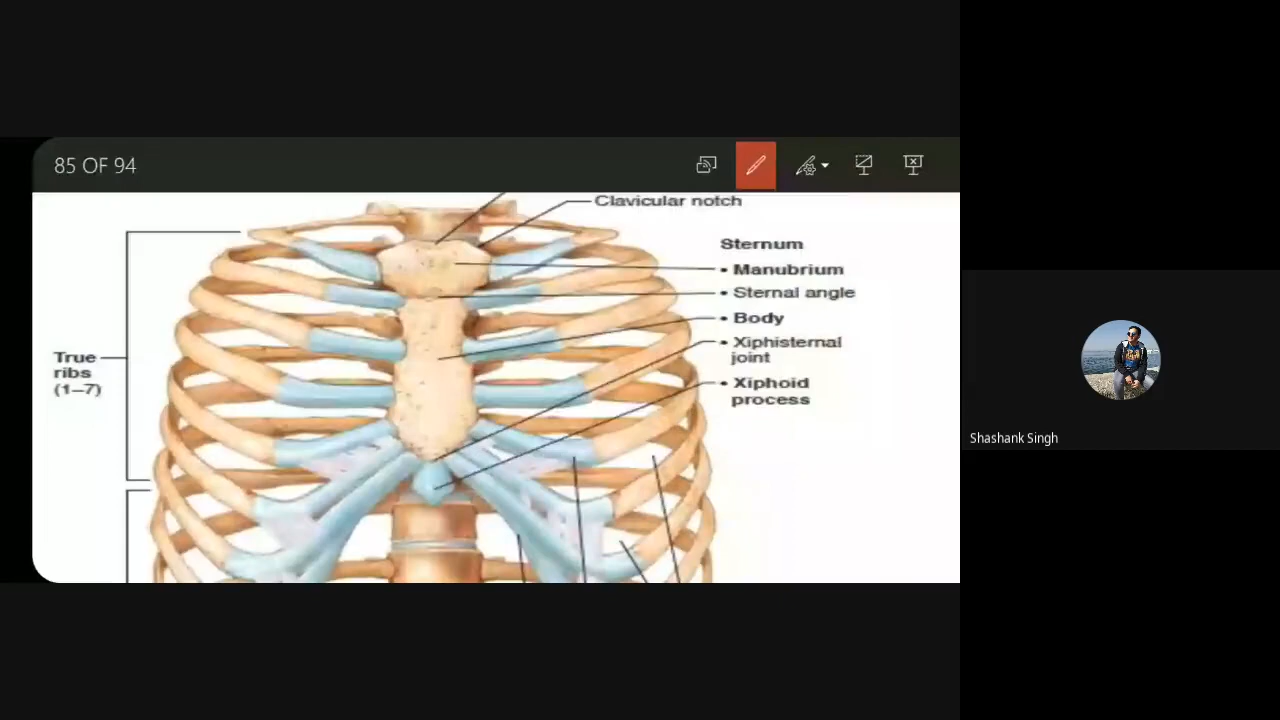 85 OF 94
Clavicular notch
Sternum
• Manubrium
• Sternal angle
• Body
• Xiphisternal
joint
• Xiphoid
process
True
ribs
(1–7)
Shashank Singh